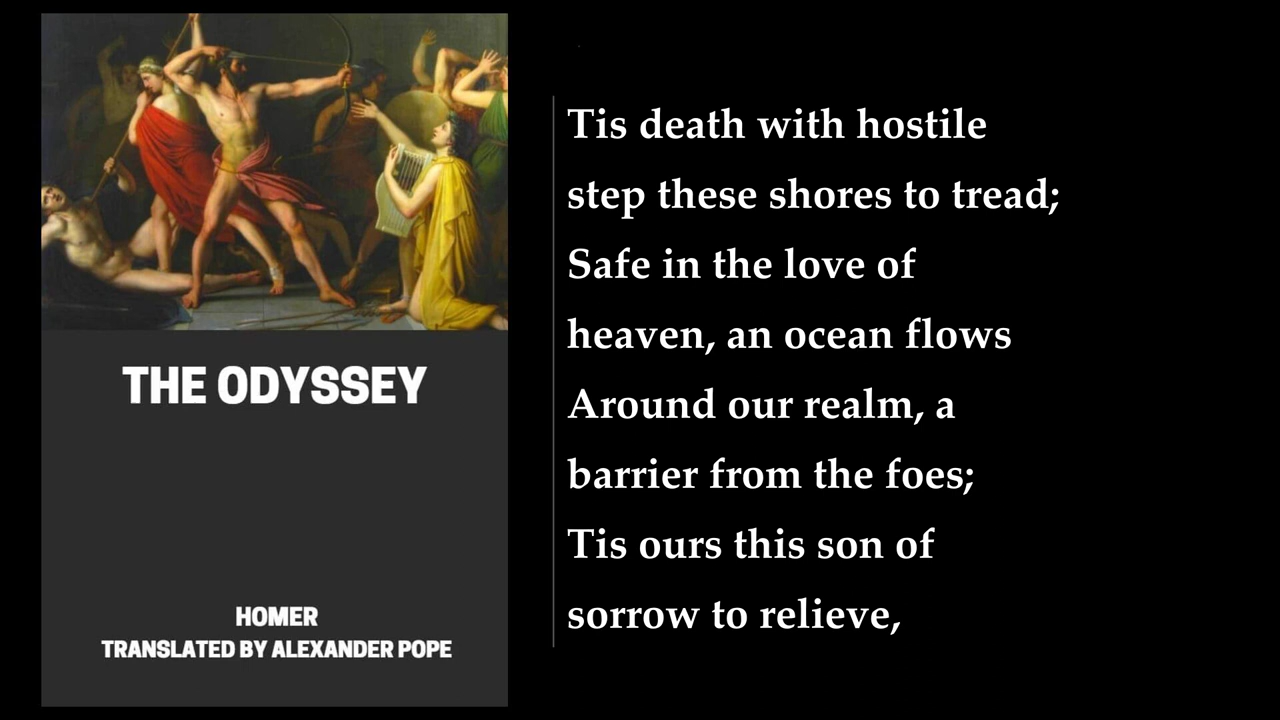 THE ODYSSEY
HOMER
TRANSLATED BY ALEXANDER POPE
Tis death with hostile
step these shores to tread;
Safe in the love of
heaven, an ocean flows
Around our realm, a
barrier from the foes;
Tis ours this son of
sorrow to relieve,